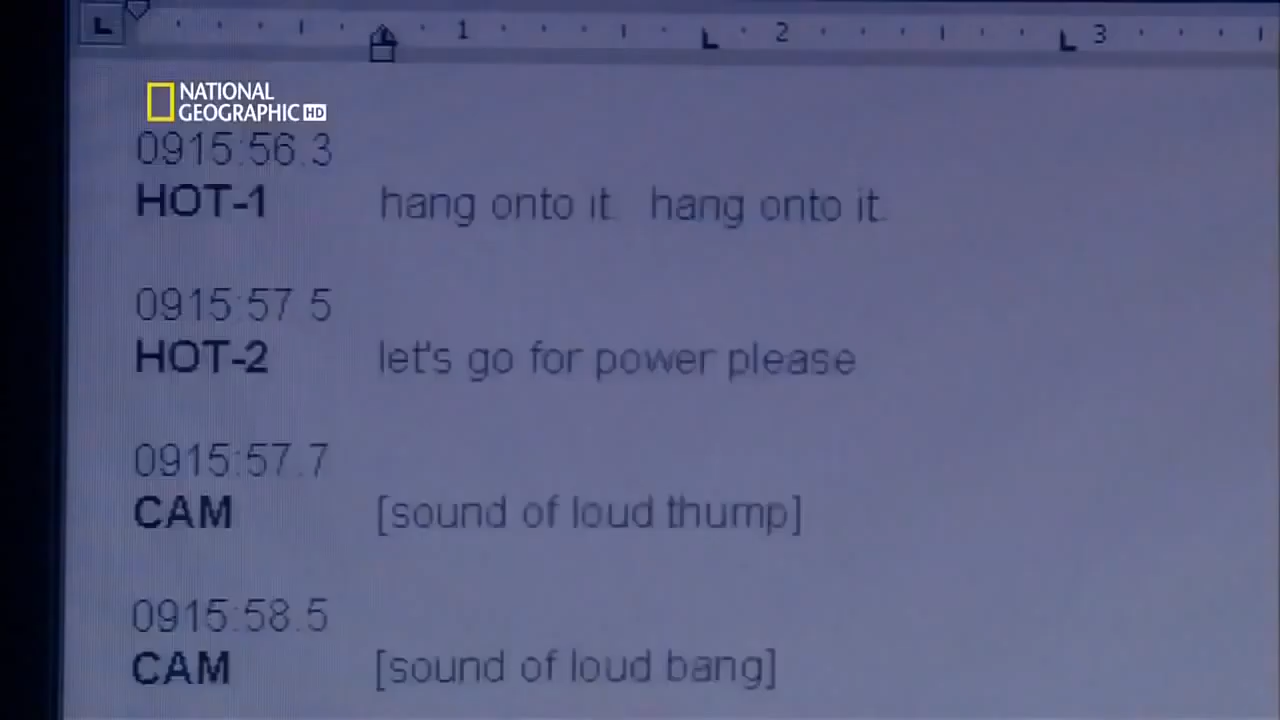 1 2 3
NATIONAL
GEOGRAPHIC HD
0915:56.3
HOT-1 hang onto it. hang onto it.
0915:57.5
HOT-2 let's go for power please
0915:57.7
CAM [sound of loud thump]
0915:58.5
CAM [sound of loud bang]